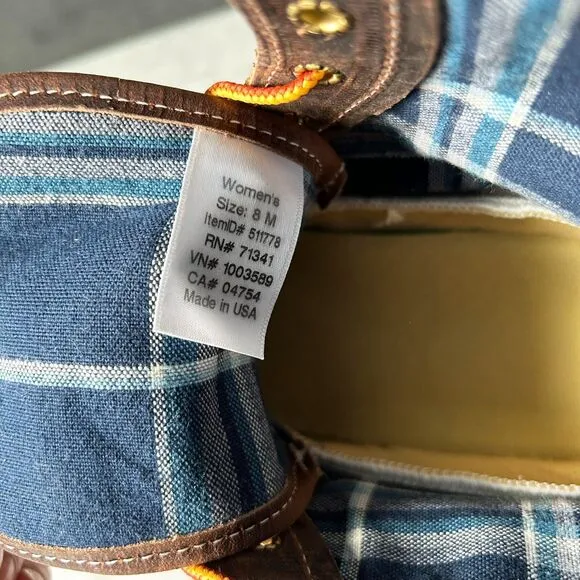 Women's
Size: 8 M
ItemID# 511778
RN# 71341
VN# 1003589
CA# 04754
Made in USA